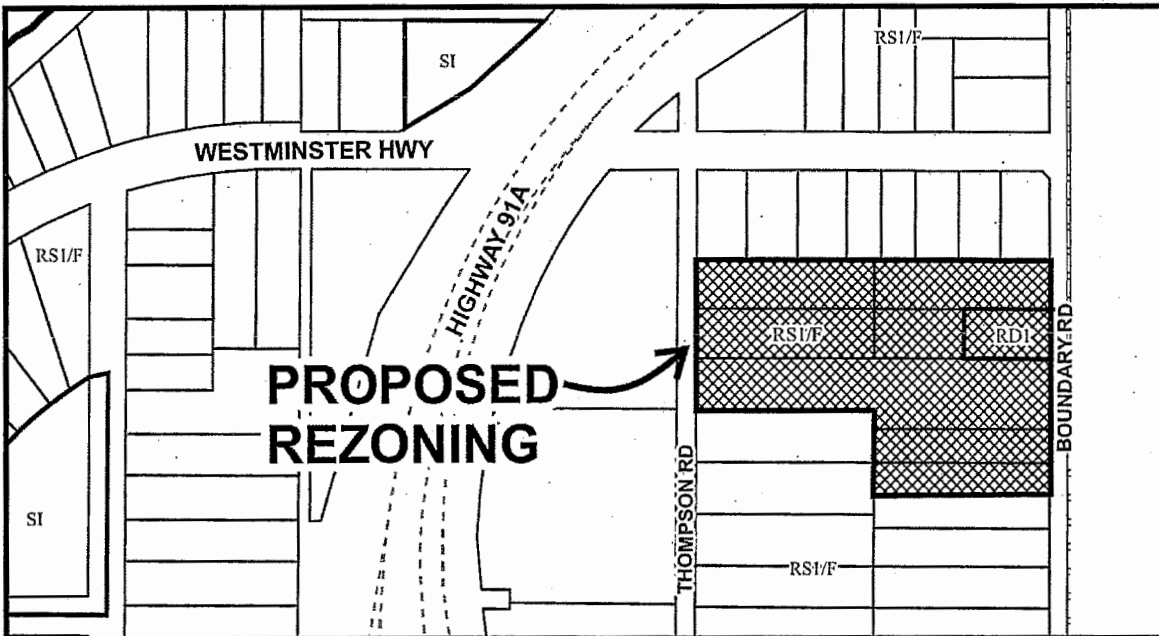 RS1/F
SI
WESTMINSTER HWY
HIGHWAY 91A
RS1/F
RS1/F
RD1
BOUNDARY RD
PROPOSED
REZONING
THOMPSON RD
SI
RS1/F